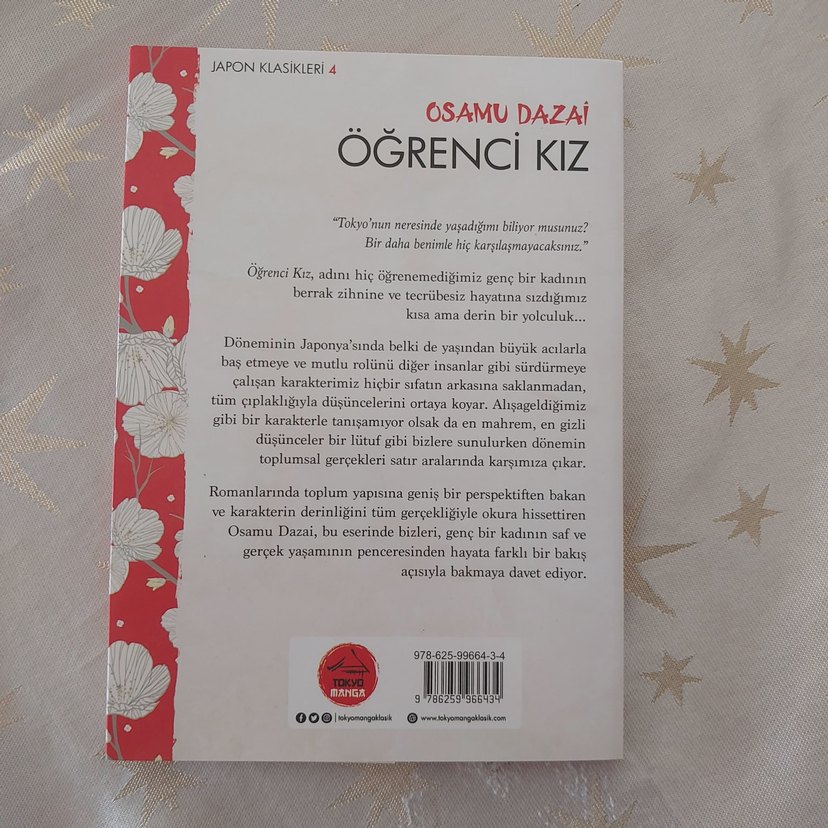 JAPON KLASİKLERİ 4
OSAMU DAZAİ
ÖĞRENCİ KIZ
“Tokyo’nun neresinde yaşadığımı biliyor musunuz?
Bir daha benimle hiç karşılaşmayacaksınız.”
Öğrenci Kız, adını hiç öğrenemediğimiz genç bir kadının
berrak zihnine ve tecrübesiz hayatına sızdığımız
kısa ama derin bir yolculuk...
Döneminin Japonya’sında belki de yaşından büyük acılarla
baş etmeye ve mutlu rolünü diğer insanlar gibi sürdürmeye
çalışan karakterimiz hiçbir sıfatın arkasına saklanmadan,
tüm çıplaklığıyla düşüncelerini ortaya koyar. Alışageldiğimiz
gibi bir karakterle tanışamıyor olsak da en mahrem, en gizli
düşünceler bir lütuf gibi bizlere sunulurken dönemin
toplumsal gerçekleri satır aralarında karşımıza çıkar.
Romanlarında toplum yapısına geniş bir perspektiften bakan
ve karakterin derinliğini tüm gerçekliğiyle okura hissettiren
Osamu Dazai, bu eserinde bizleri, genç bir kadının saf ve
gerçek yaşamının penceresinden hayata farklı bir bakış
açısıyla bakmaya davet ediyor.
TOKYO
MANGA
978-625-99664-3-4
9 786259 966434
| tokyomangaklasik
www.tokyomangaklasik.com